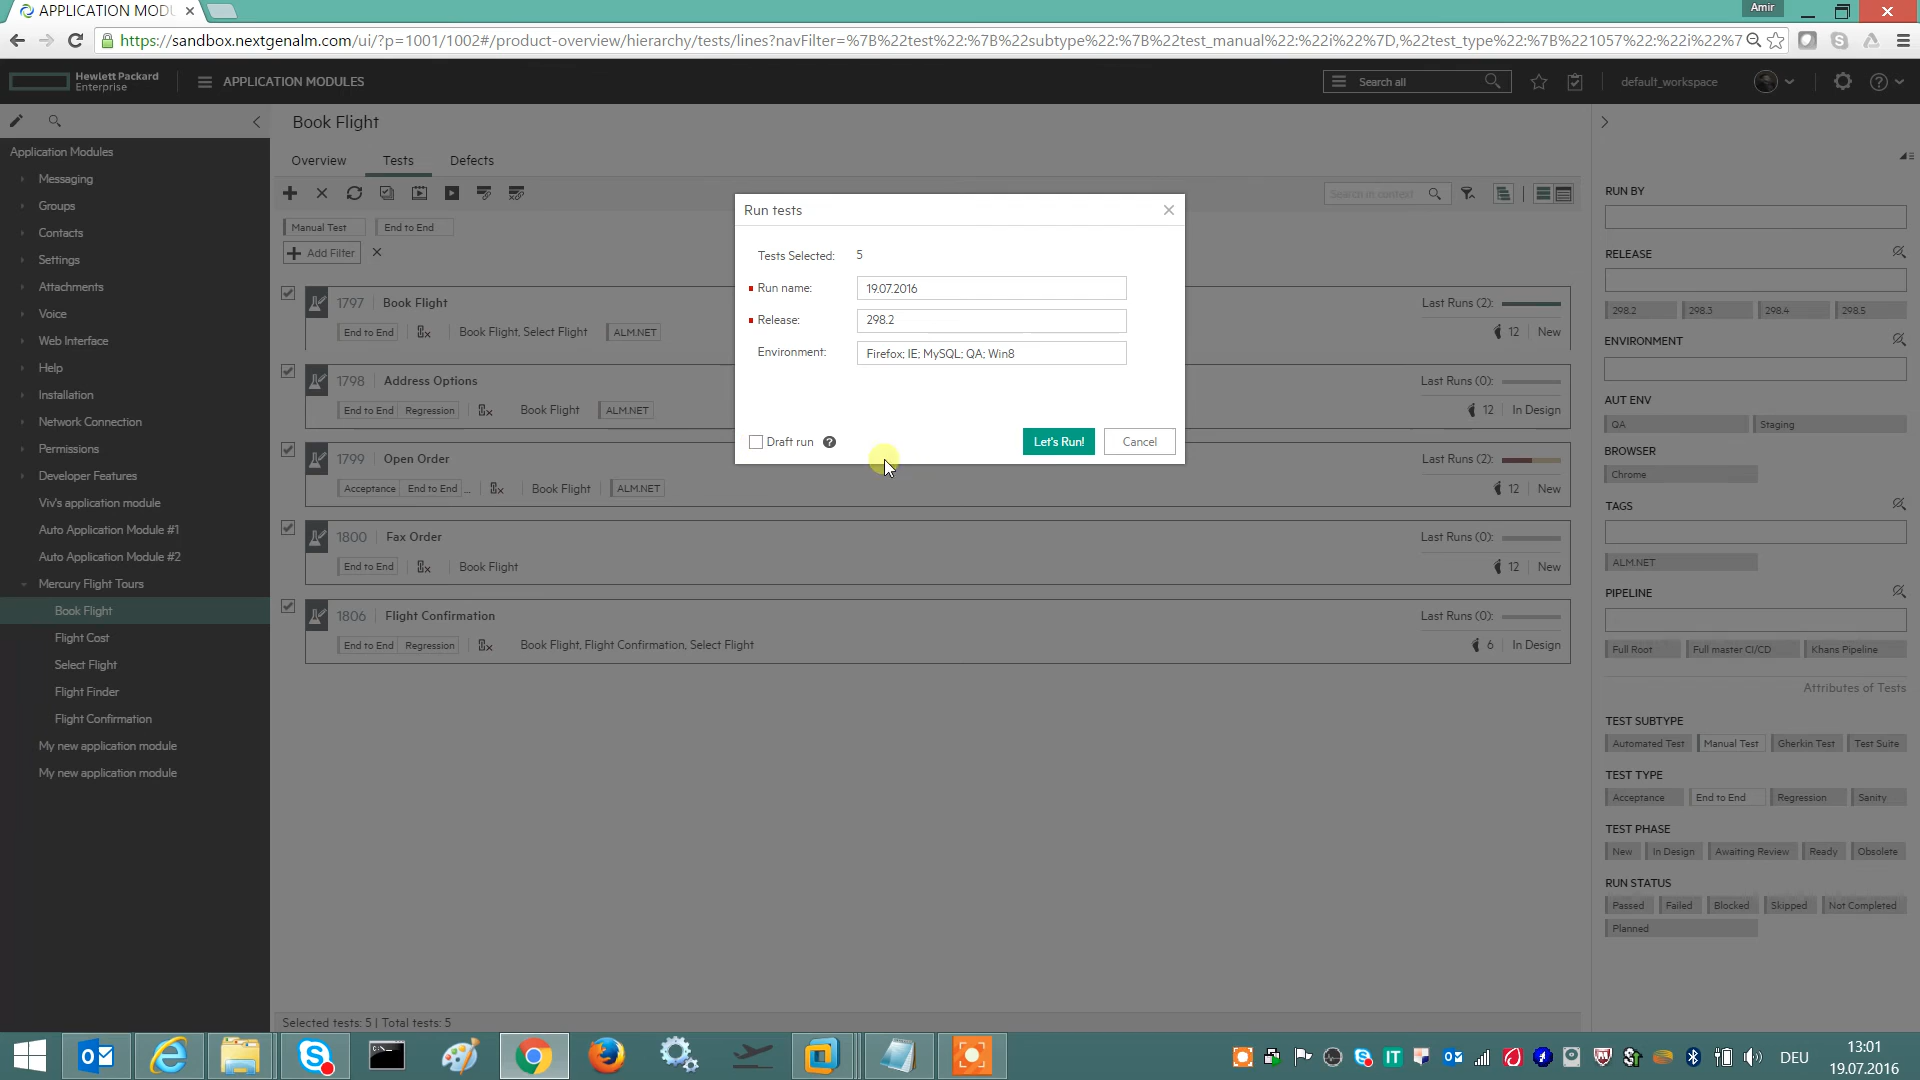 APPLICATION MODU
Amir
https://sandbox.nextgenalm.com/ui/?p=1001/1002#/product-overview/hierarchy/tests/lines?navFilter=%7B%22test%22:%7B%22subtype%22:%7B%22test_manual%22:%22i%22%7D,%22test_type%22:%7B%221057%22:%22i%22%7
Hewlett Packard
Enterprise
APPLICATION MODULES
Search all
default_workspace
Application Modules
Messaging
Groups
Contacts
Settings
Attachments
Voice
Web Interface
Help
Installation
Network Connection
Permissions
Developer Features
Viv's application module
Auto Application Module #1
Auto Application Module #2
Mercury Flight Tours
Book Flight
Flight Cost
Select Flight
Flight Finder
Flight Confirmation
My new application module
My new application module
Book Flight
Overview Tests Defects
Search in context
Manual Test End to End
Add Filter
1797 Book Flight Last Runs (2):
End to End Book Flight, Select Flight ALM.NET 12 New
1798 Address Options Last Runs (0):
End to End Regression Book Flight ALM.NET 12 In Design
1799 Open Order Last Runs (2):
Acceptance End to End ... Book Flight ALM.NET 12 New
1800 Fax Order Last Runs (0):
End to End Book Flight 12 New
1806 Flight Confirmation Last Runs (0):
End to End Regression Book Flight, Flight Confirmation, Select Flight 6 In Design
Selected tests: 5 | Total tests: 5
Run tests
Tests Selected: 5
Run name: 19.07.2016
Release: 298.2
Environment: Firefox; IE; MySQL; QA; Win8
Draft run ? Let's Run! Cancel
RUN BY
RELEASE
298.2 298.3 298.4 298.5
ENVIRONMENT
AUT ENV
QA Staging
BROWSER
Chrome
TAGS
ALM.NET
PIPELINE
Full Root Full master CI/CD Khans Pipeline
Attributes of Tests
TEST SUBTYPE
Automated Test Manual Test Gherkin Test Test Suite
TEST TYPE
Acceptance End to End Regression Sanity
TEST PHASE
New In Design Awaiting Review Ready Obsolete
RUN STATUS
Passed Failed Blocked Skipped Not Completed
Planned
IT
DEU
13:01
19.07.2016